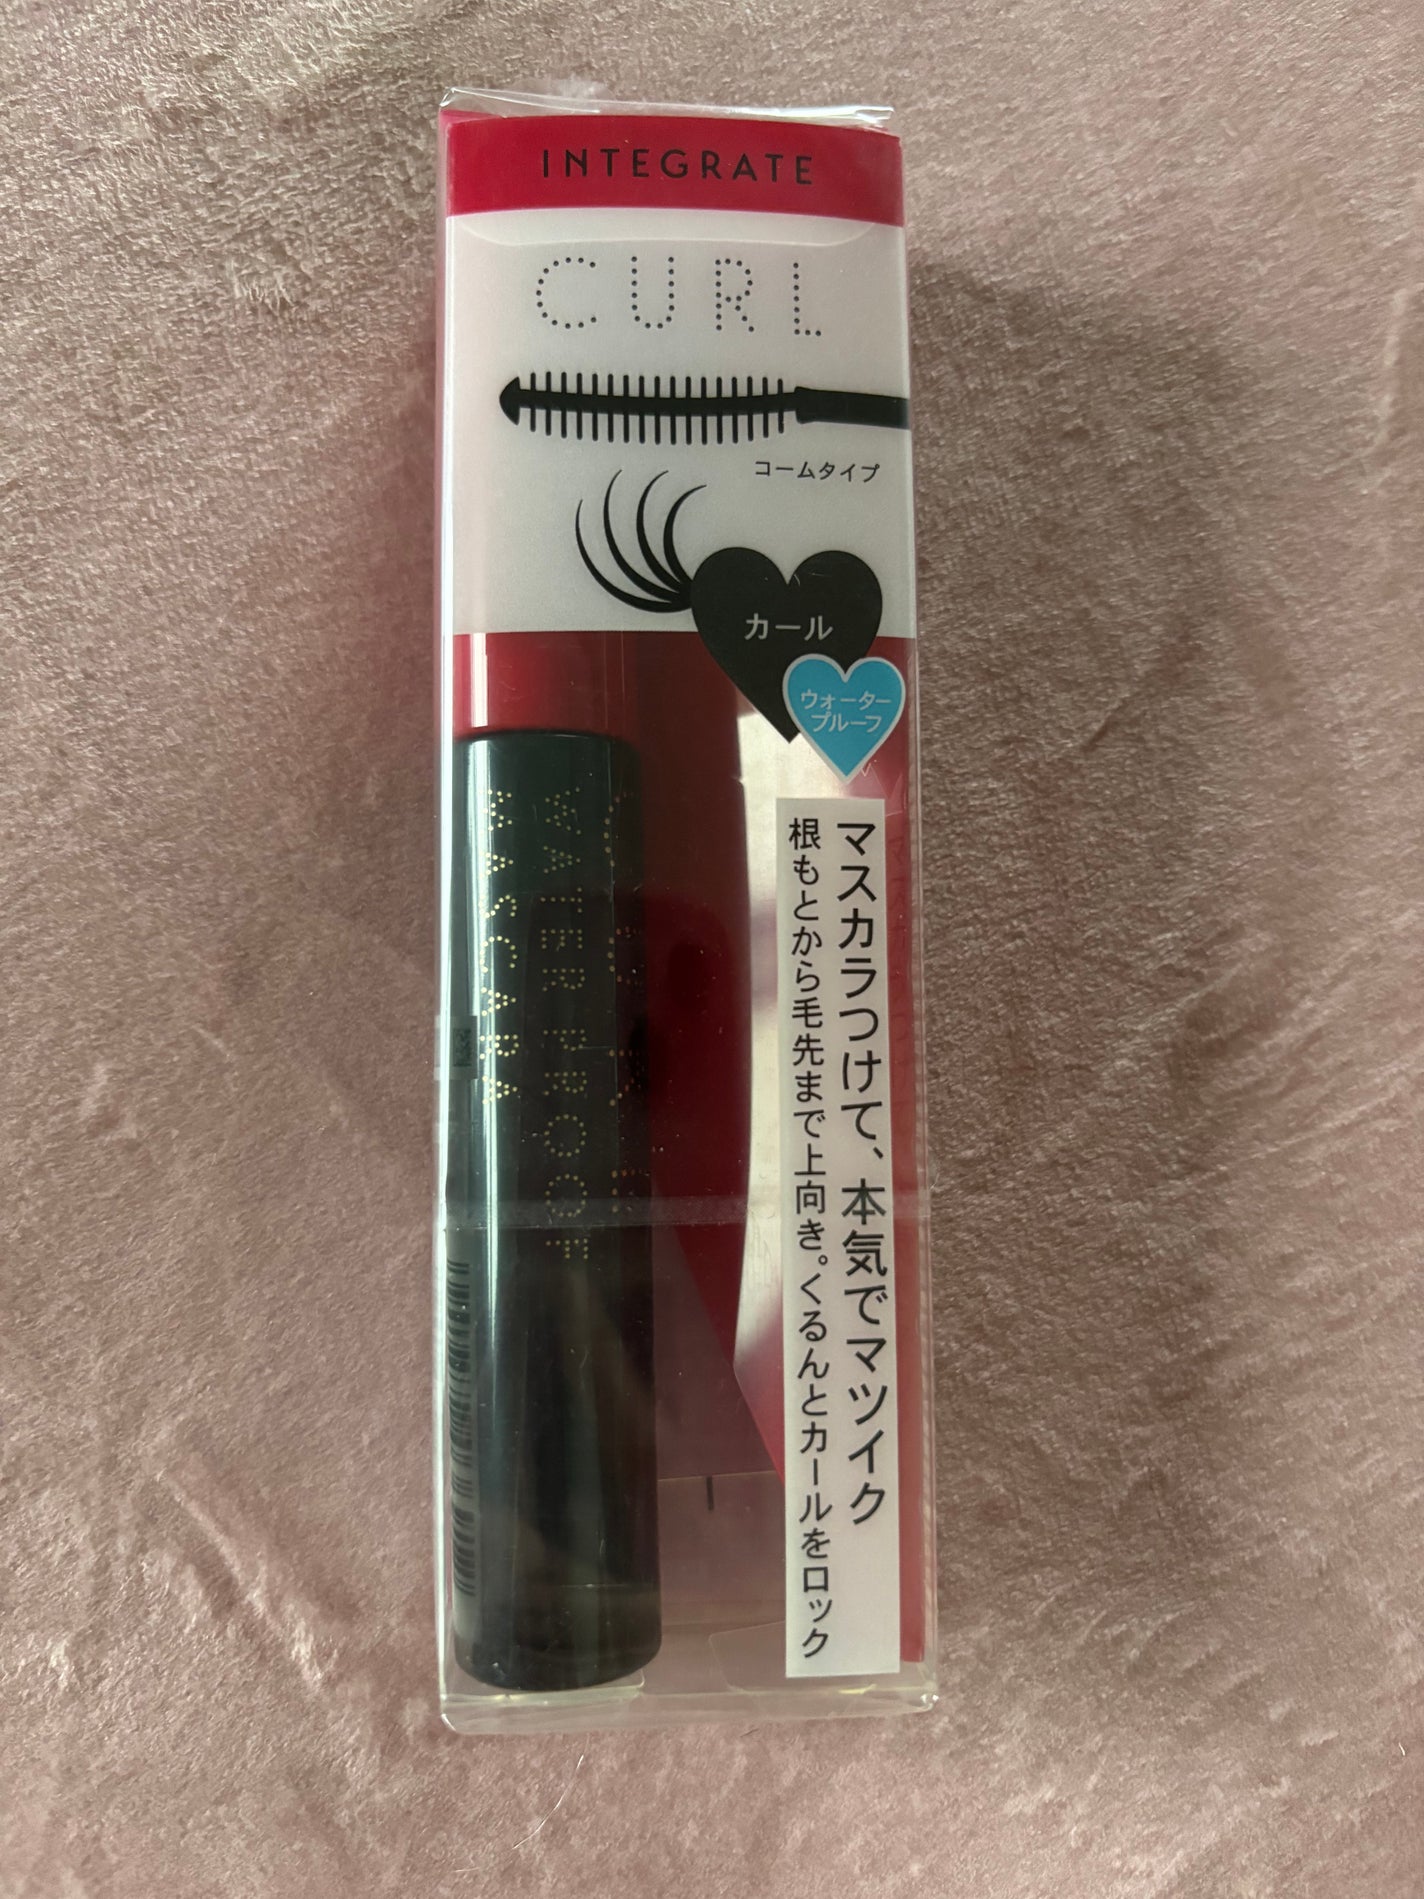 INTEGRATE
CURL
コームタイプ
カール
ウォーター
プルーフ
マスカラつけて、本気でマツイク
根もとから毛先まで上向き。くるんとカールをロック
WATERPROOF
MASCARA